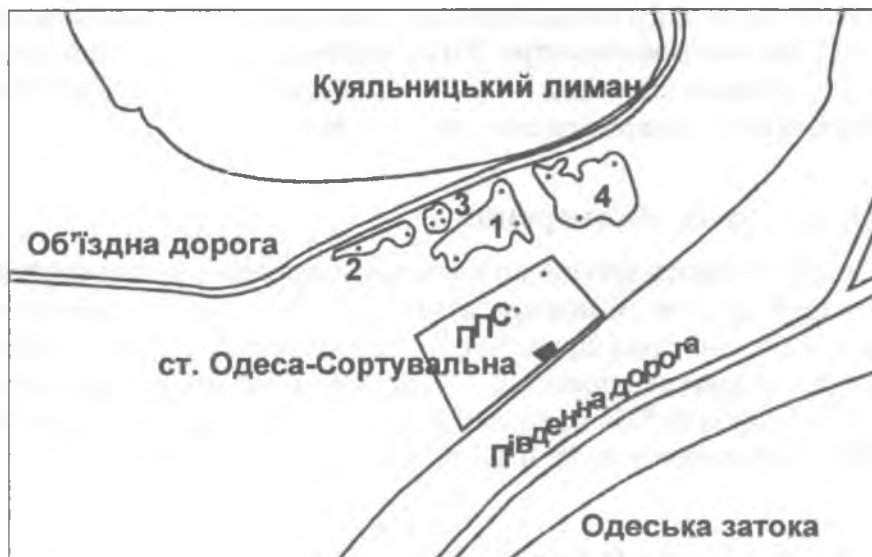 Куяльницький лиман
Об'їздна дорога
3
4
1
2
ППС
ст. Одеса-Сортувальна
Південна дорога
Одеська затока